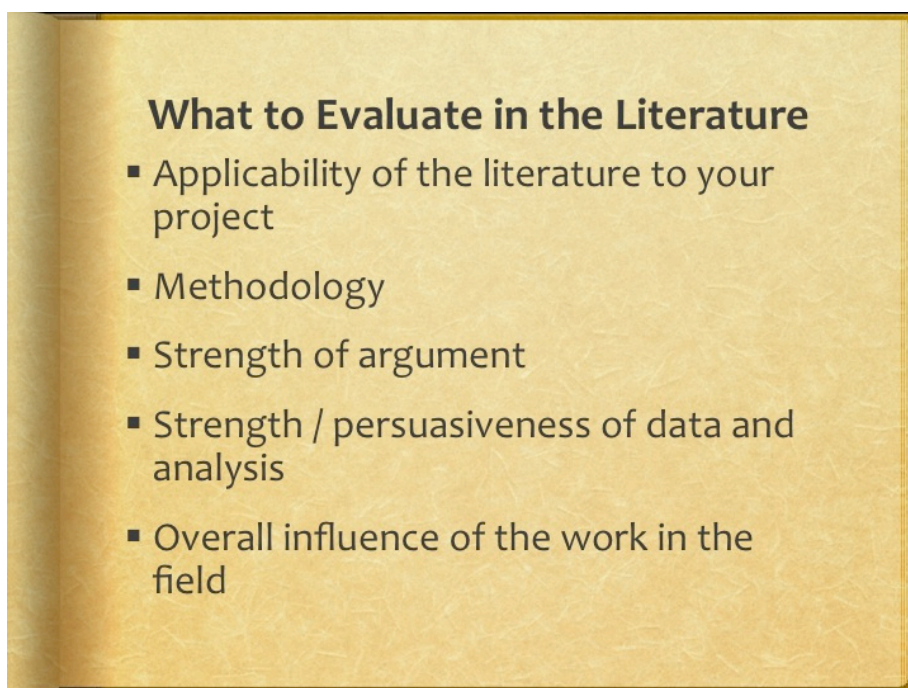 What to Evaluate in the Literature
▪ Applicability of the literature to your
project
▪ Methodology
▪ Strength of argument
▪ Strength / persuasiveness of data and
analysis
▪ Overall influence of the work in the
field